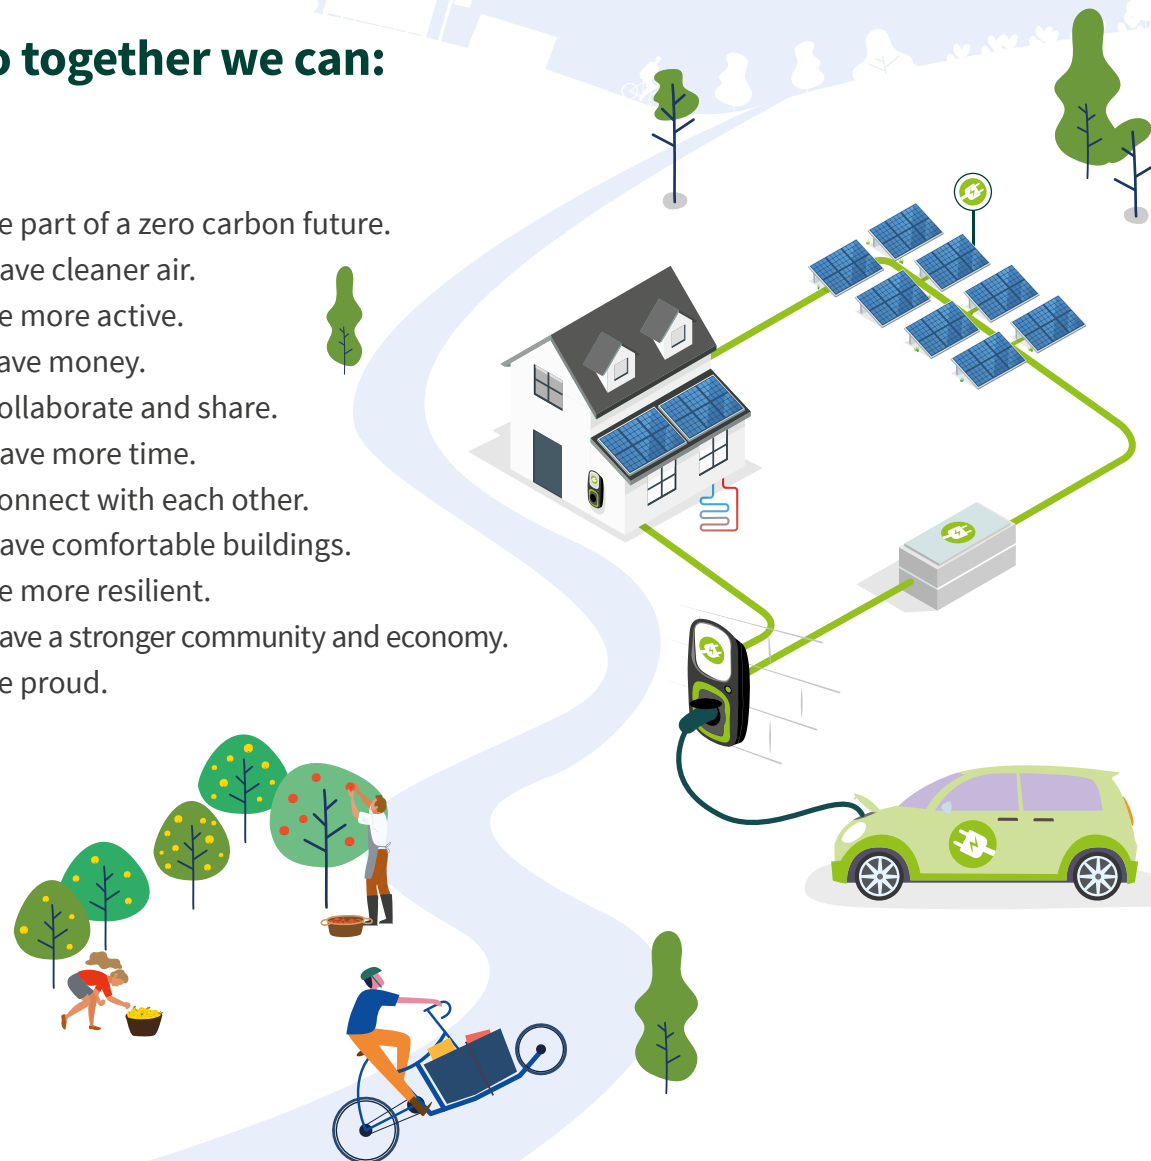 o together we can:
e part of a zero carbon future.
ave cleaner air.
e more active.
ave money.
ollaborate and share.
ave more time.
onnect with each other.
ave comfortable buildings.
e more resilient.
ave a stronger community and economy.
e proud.